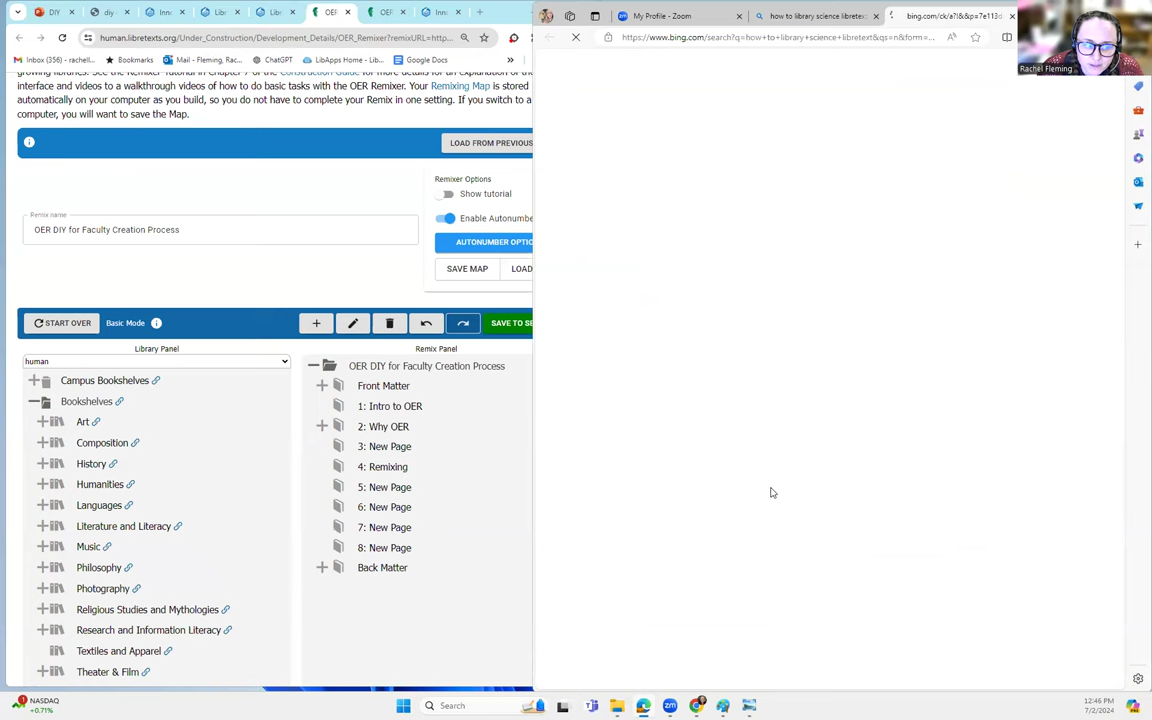 DIY
diy -
Inno
Libr
Libr
OER
OER
Inno
My Profile - Zoom
how to library science libretext
bing.com/ck/a?!&&p=7e113d
human.libretexts.org/Under_Construction/Development_Details/OER_Remixer?remixURL=http...
https://www.bing.com/search?q=how+to+library+science+libretext&qs=n&form=...
Inbox (356) - rachell...
Bookmarks
Mail - Fleming, Rac...
ChatGPT
LibApps Home - Li...
Google Docs
Rachel Fleming
growing libraries. See the Remixer Tutorial in Chapter 7 of the Construction Guide for more details for an Explanation of the
interface and videos to a walkthrough videos of how to do basic tasks with the OER Remixer. Your Remixing Map is stored
automatically on your computer as you build, so you do not have to complete your Remix in one setting. If you switch to a
computer, you will want to save the Map.
LOAD FROM PREVIOUS
Remixer Options
Show tutorial
Remix name
Enable Autonumbe
OER DIY for Faculty Creation Process
AUTONUMBER OPTIO
SAVE MAP
LOAD
START OVER
Basic Mode
SAVE TO SE
Library Panel
Remix Panel
human
Campus Bookshelves
Bookshelves
Art
Composition
History
Humanities
Languages
Literature and Literacy
Music
Philosophy
Photography
Religious Studies and Mythologies
Research and Information Literacy
Textiles and Apparel
Theater & Film
OER DIY for Faculty Creation Process
Front Matter
1: Intro to OER
2: Why OER
3: New Page
4: Remixing
5: New Page
6: New Page
7: New Page
8: New Page
Back Matter
NASDAQ
+0.71%
Search
12:46 PM
7/2/2024